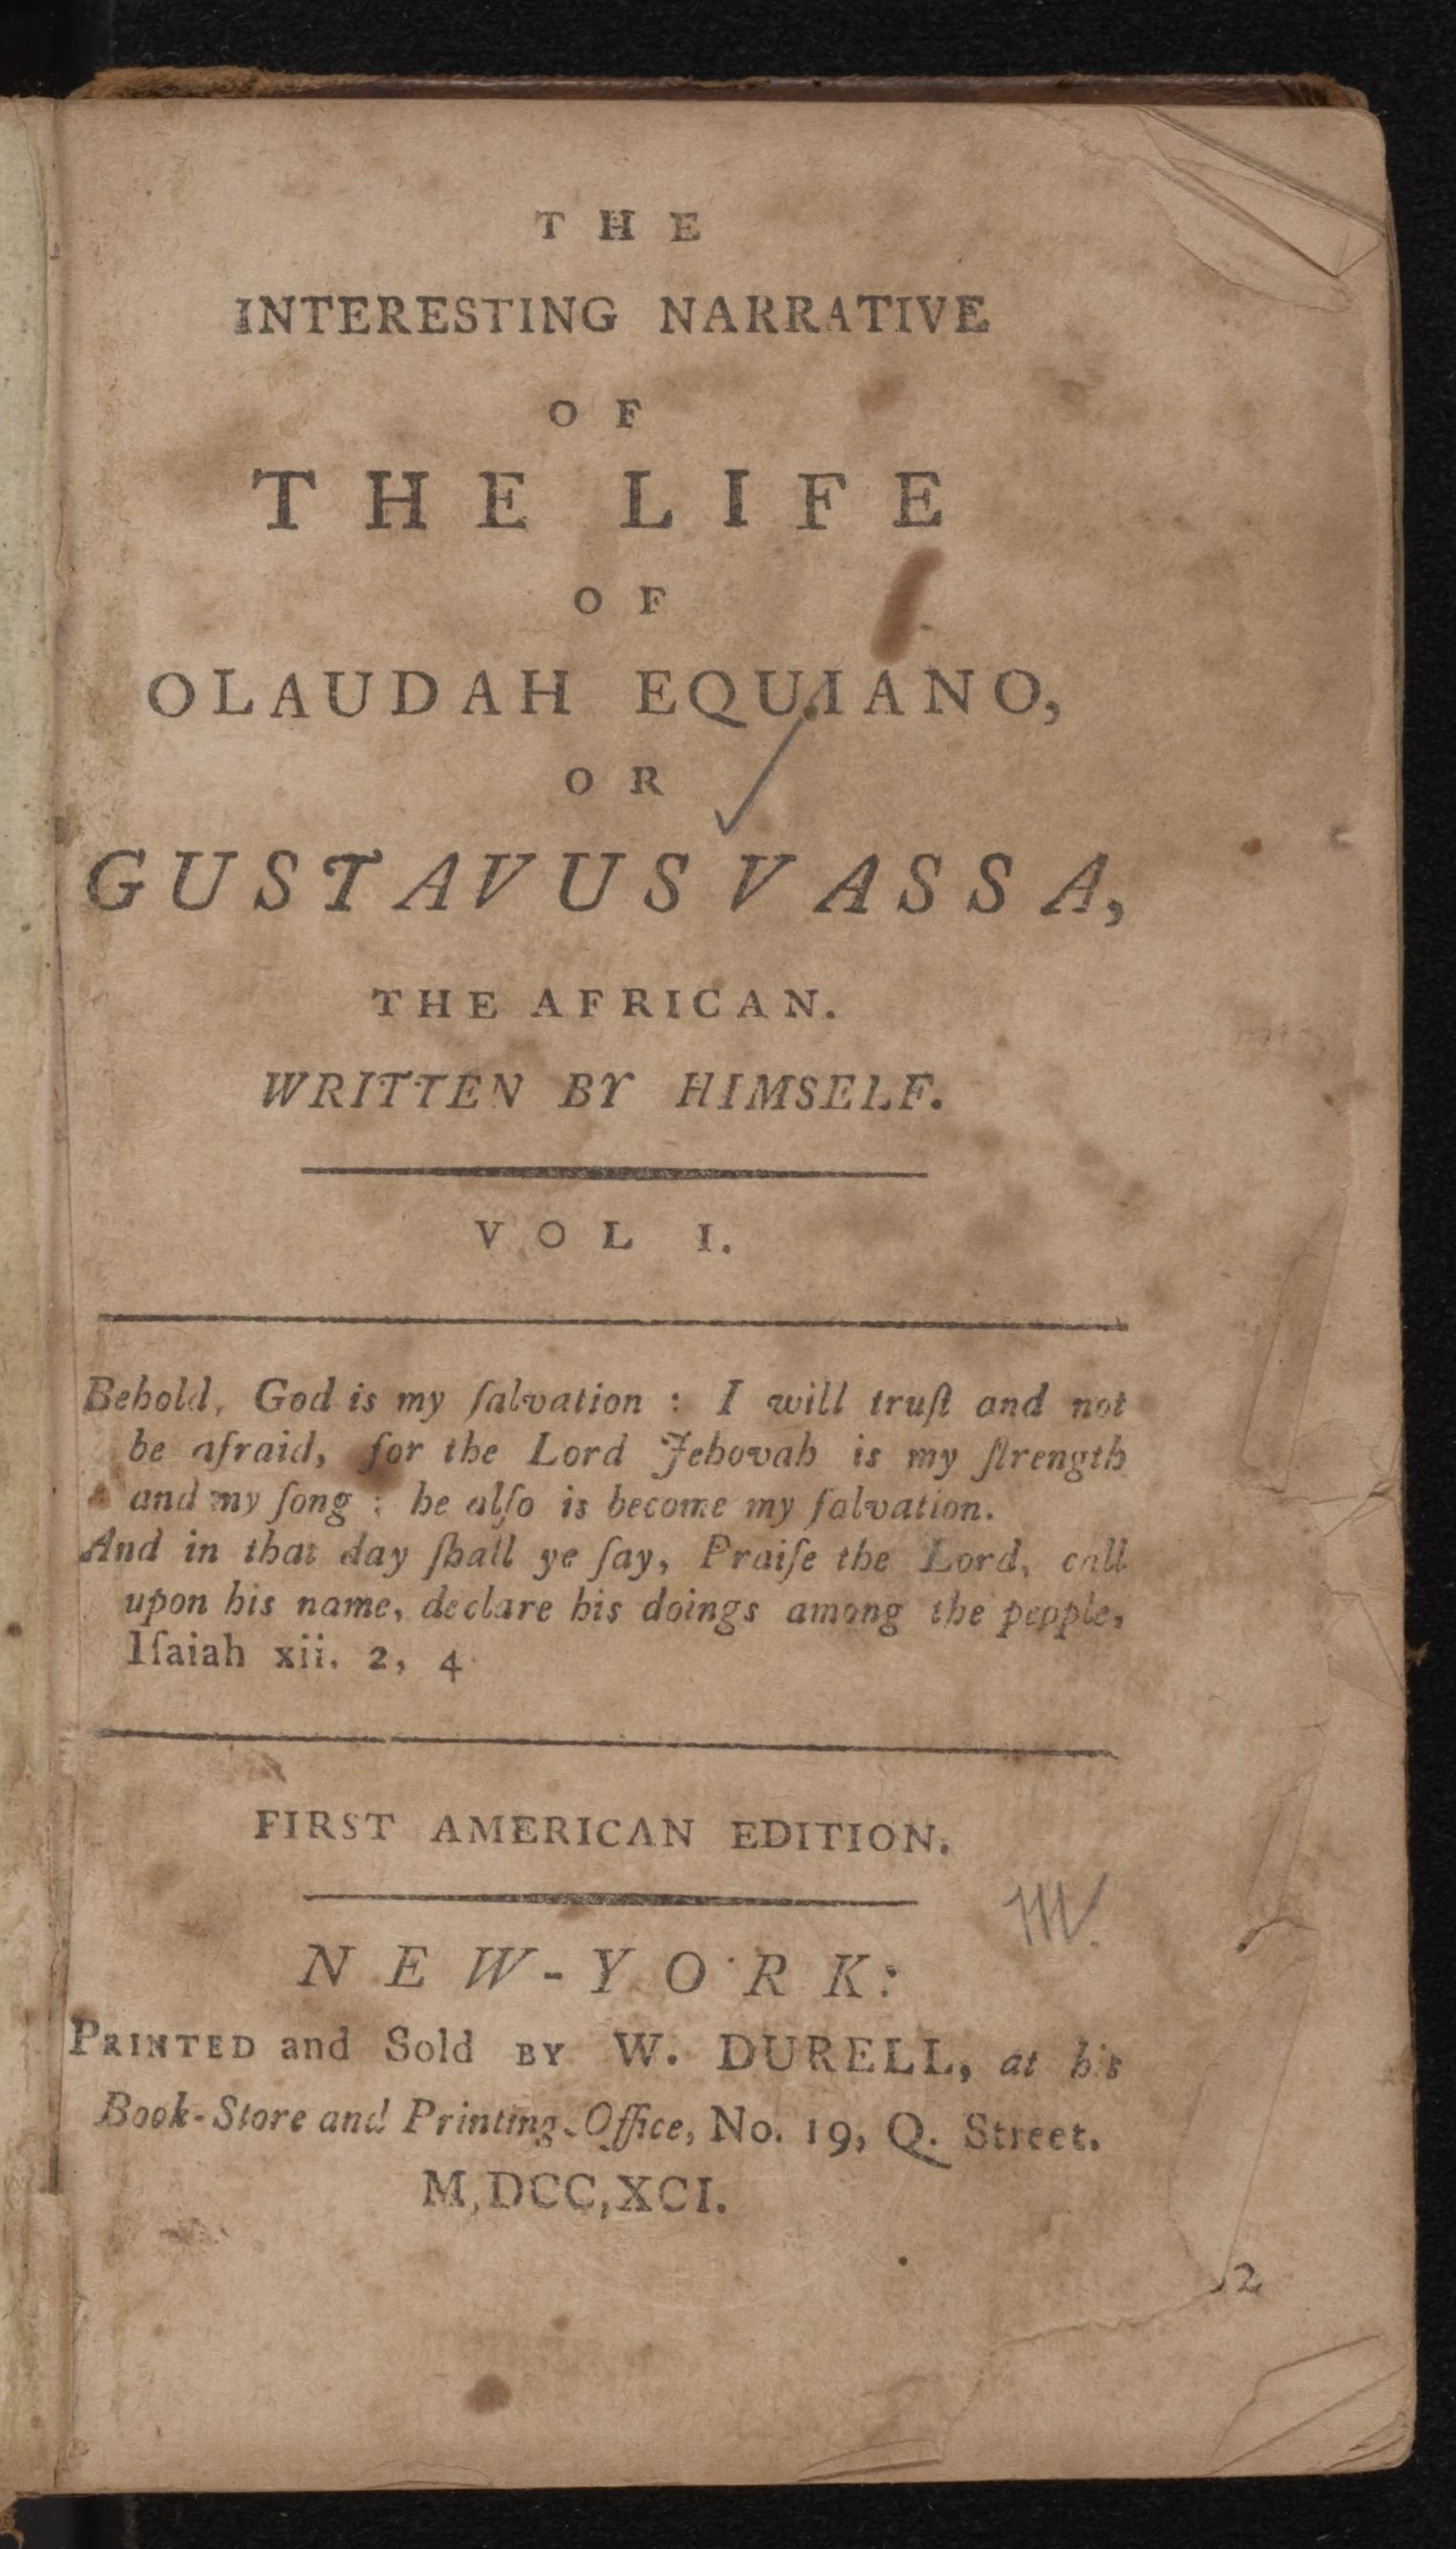 THE
INTERESTING NARRATIVE
OF
THE LIFE
OF
OLAUDAH EQUIANO,
OR
GUSTAVUS VASSA,
THE AFRICAN.
WRITTEN BY HIMSELF.
VOL I.
Behold, God is my ſalvation : I will truſt and not
be afraid, for the Lord Jehovah is my ſtrength
and my ſong ; he alſo is become my ſalvation.
And in that day ſhall ye ſay, Praiſe the Lord, call
upon his name, declare his doings among the people,
Iſaiah xii. 2, 4
FIRST AMERICAN EDITION.
NEW-YORK:
PRINTED and Sold BY W. DURELL, at his
Book-Store and Printing-Office, No. 19, Q. Street.
M,DCC,XCI.
2